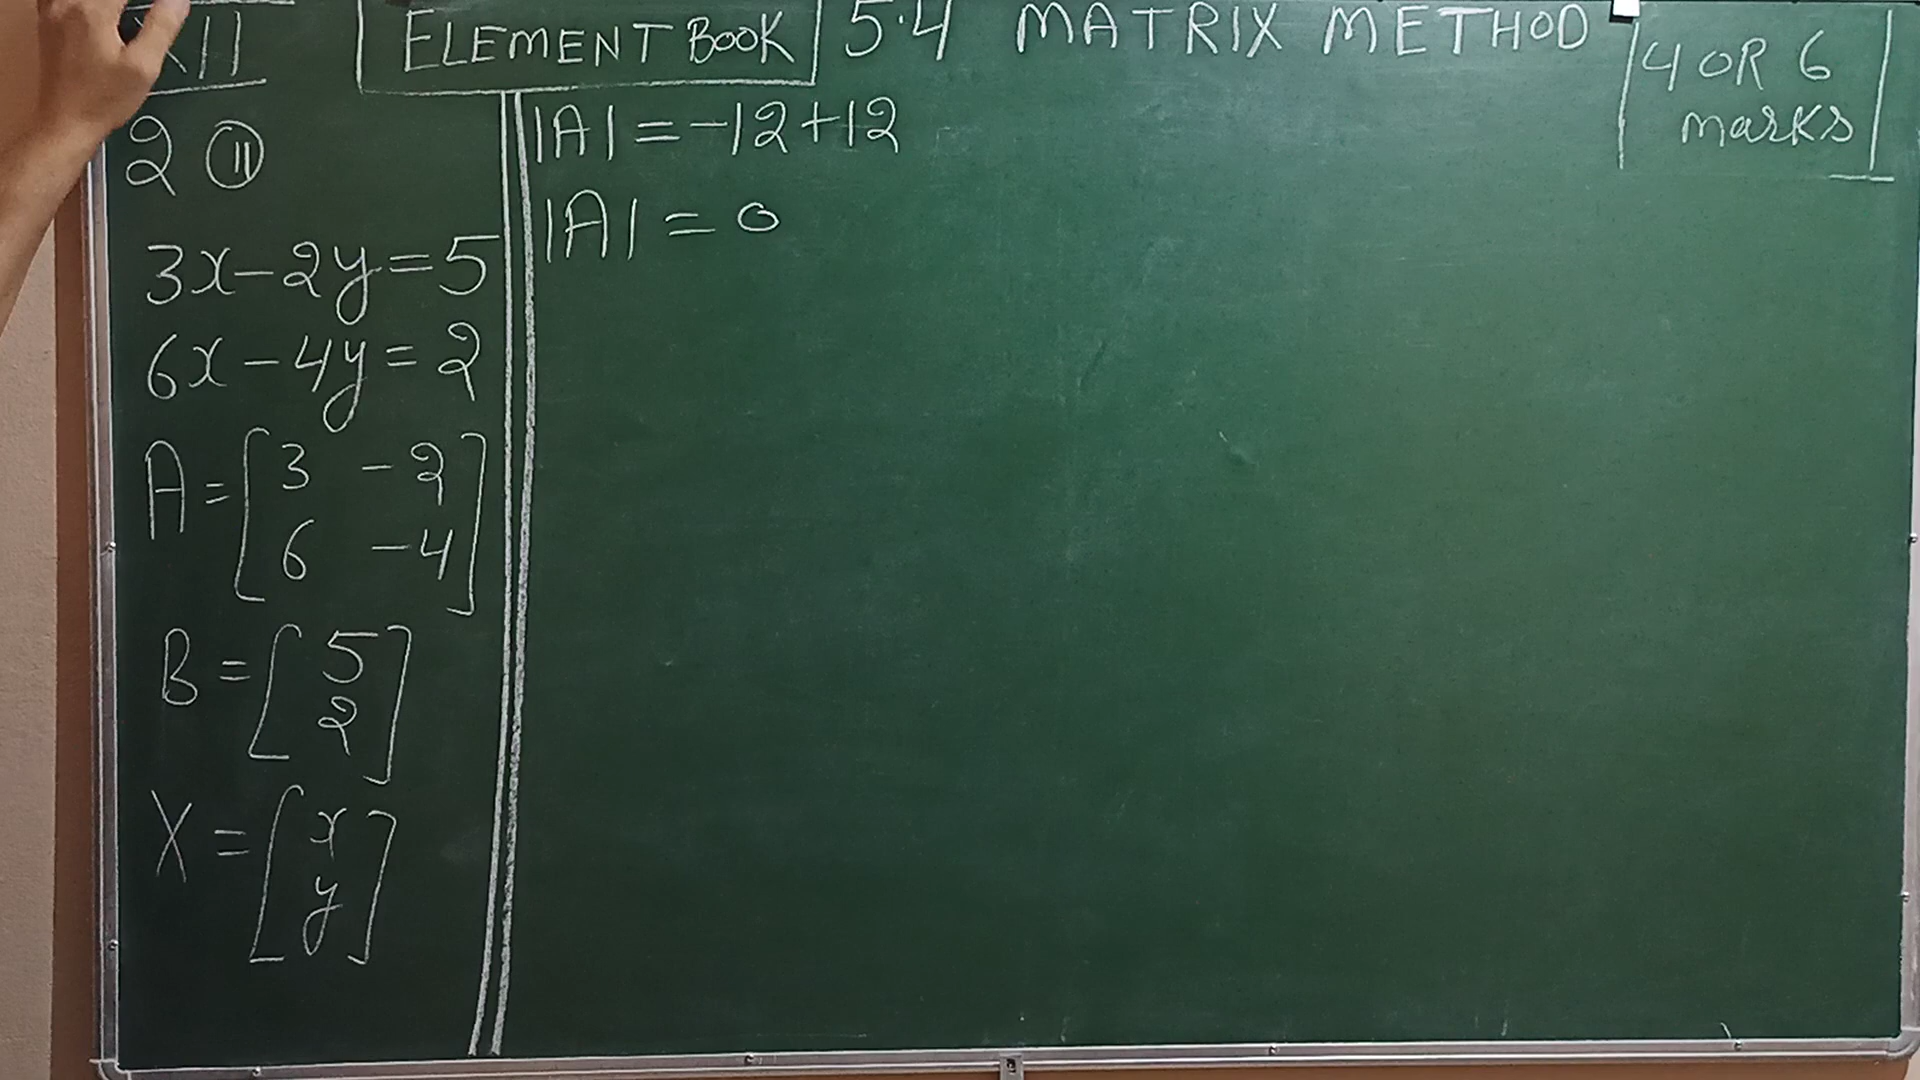 XII
ELEMENT BOOK 5.4 MATRIX METHOD
4 OR 6
marks
2 (ii)
3x-2y=5
6x-4y=2
A=[3 -2
6 -4]
B=[5
2]
X=[x
y]
|A|=-12+12
|A|=0